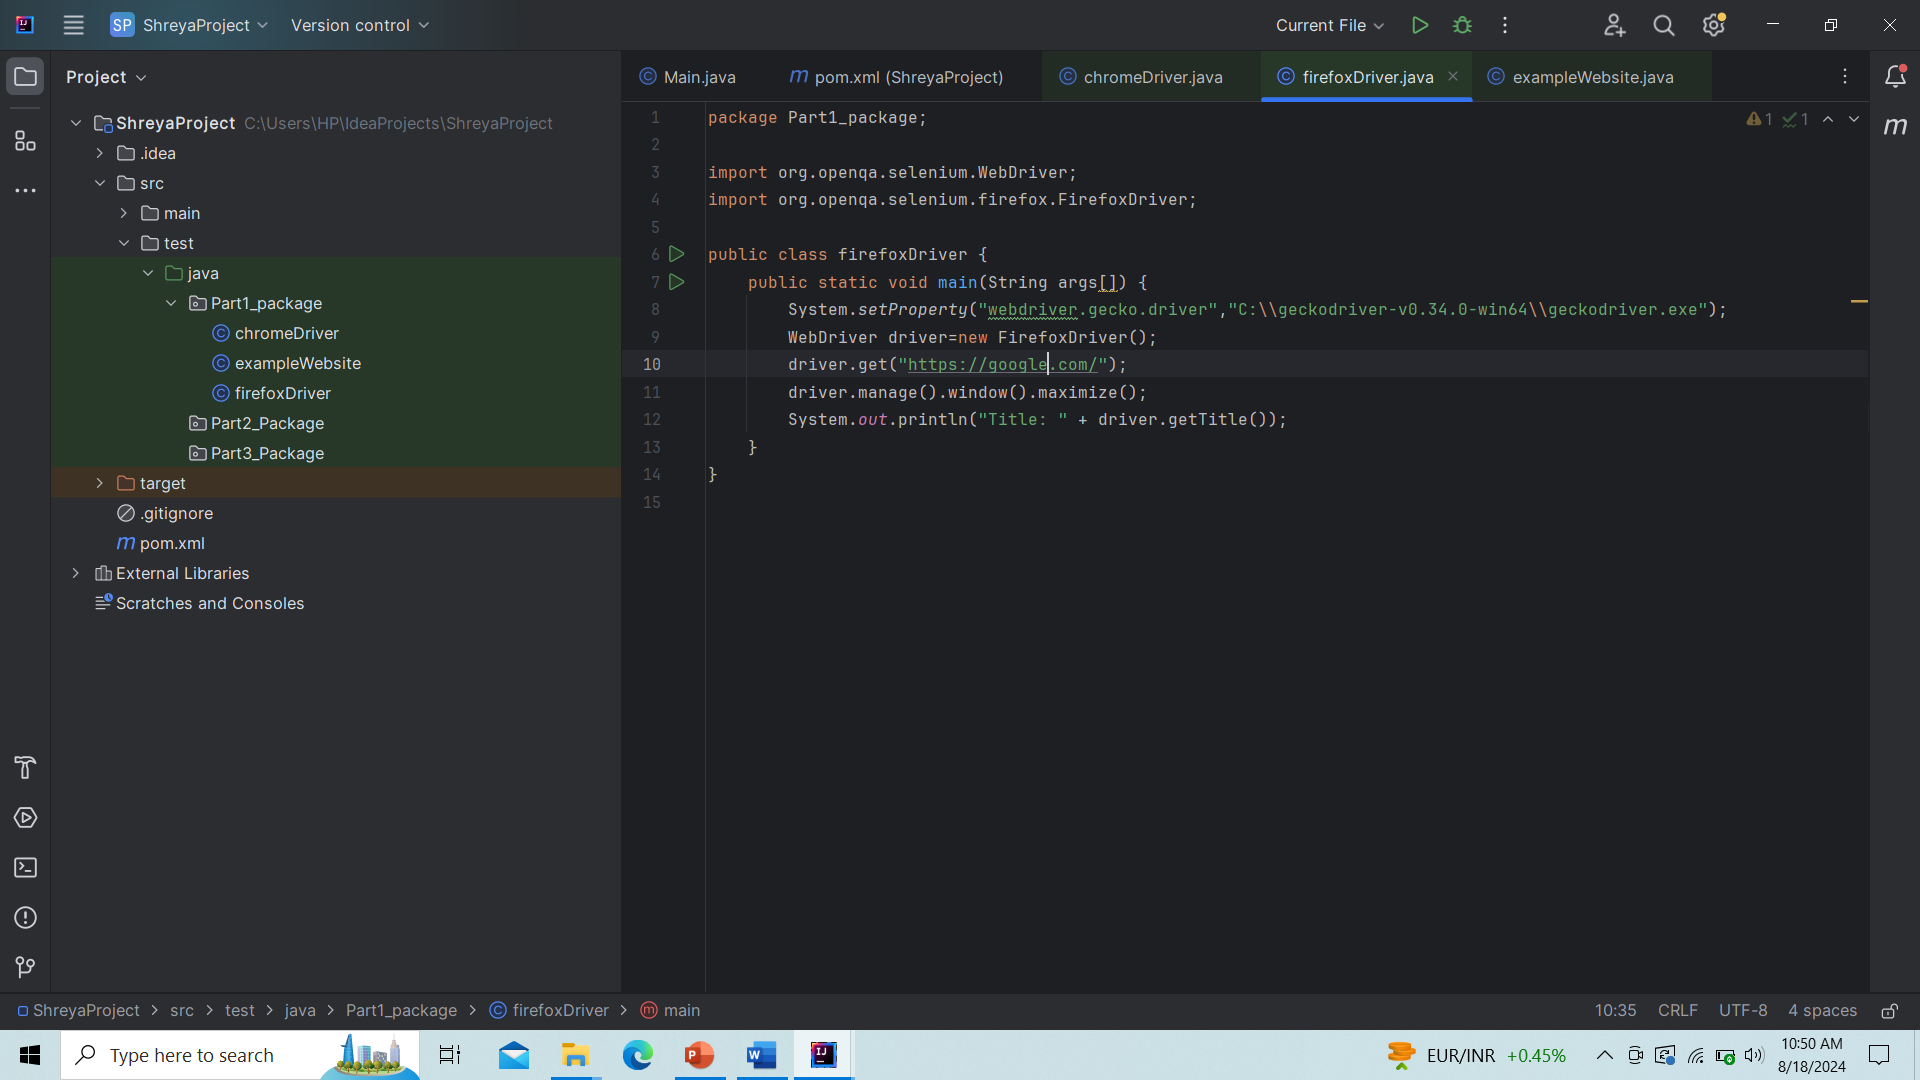 SP ShreyaProject Version control Current File
Project
Main.java m pom.xml (ShreyaProject) chromeDriver.java firefoxDriver.java exampleWebsite.java
ShreyaProject C:\Users\HP\IdeaProjects\ShreyaProject
.idea
src
main
test
java
Part1_package
chromeDriver
exampleWebsite
firefoxDriver
Part2_Package
Part3_Package
target
.gitignore
m pom.xml
External Libraries
Scratches and Consoles
1 package Part1_package; 1 1
2
3 import org.openqa.selenium.WebDriver;
4 import org.openqa.selenium.firefox.FirefoxDriver;
5
6 public class firefoxDriver {
7 public static void main(String args[]) {
8 System.setProperty("webdriver.gecko.driver","C:\\geckodriver-v0.34.0-win64\\geckodriver.exe");
9 WebDriver driver=new FirefoxDriver();
10 driver.get("https://google.com/");
11 driver.manage().window().maximize();
12 System.out.println("Title: " + driver.getTitle());
13 }
14 }
15
m
ShreyaProject > src > test > java > Part1_package > firefoxDriver > main 10:35 CRLF UTF-8 4 spaces
Type here to search EUR/INR +0.45% 10:50 AM
8/18/2024